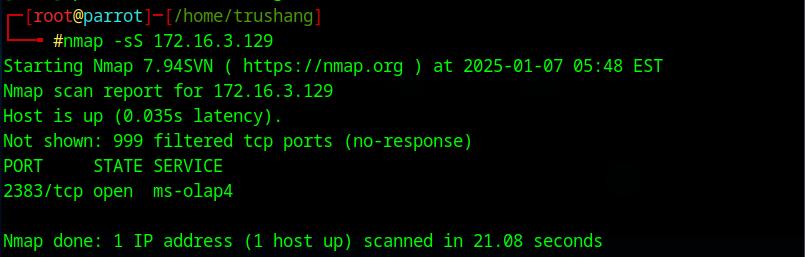 ┌─[root@parrot]─[/home/trushang]
└──╼ #nmap -sS 172.16.3.129
Starting Nmap 7.94SVN ( https://nmap.org ) at 2025-01-07 05:48 EST
Nmap scan report for 172.16.3.129
Host is up (0.035s latency).
Not shown: 999 filtered tcp ports (no-response)
PORT     STATE SERVICE
2383/tcp open  ms-olap4
Nmap done: 1 IP address (1 host up) scanned in 21.08 seconds